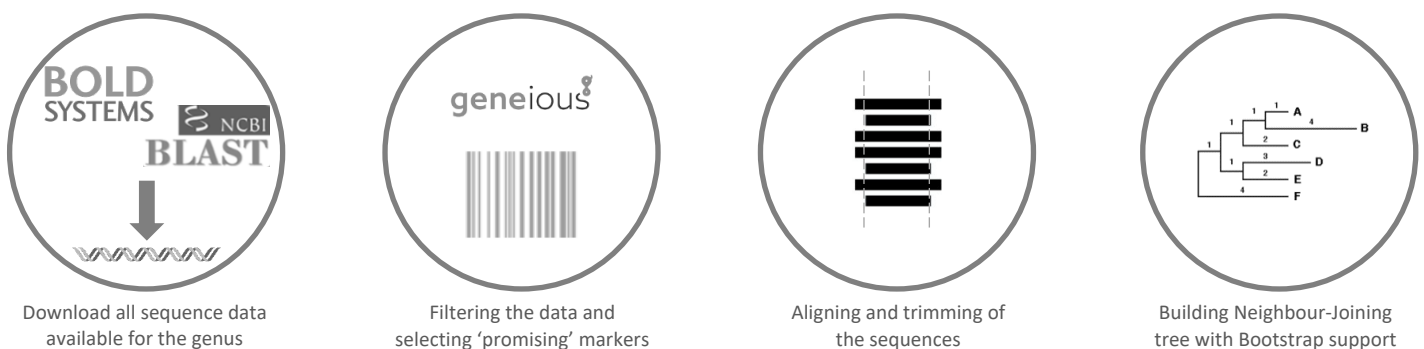 BOLD
SYSTEMS
NCBI
BLAST
Download all sequence data
available for the genus
geneious
Filtering the data and
selecting ‘promising’ markers
Aligning and trimming of
the sequences
1
1
A
4
B
1
2
C
3
D
1
2
E
4
F
Building Neighbour-Joining
tree with Bootstrap support